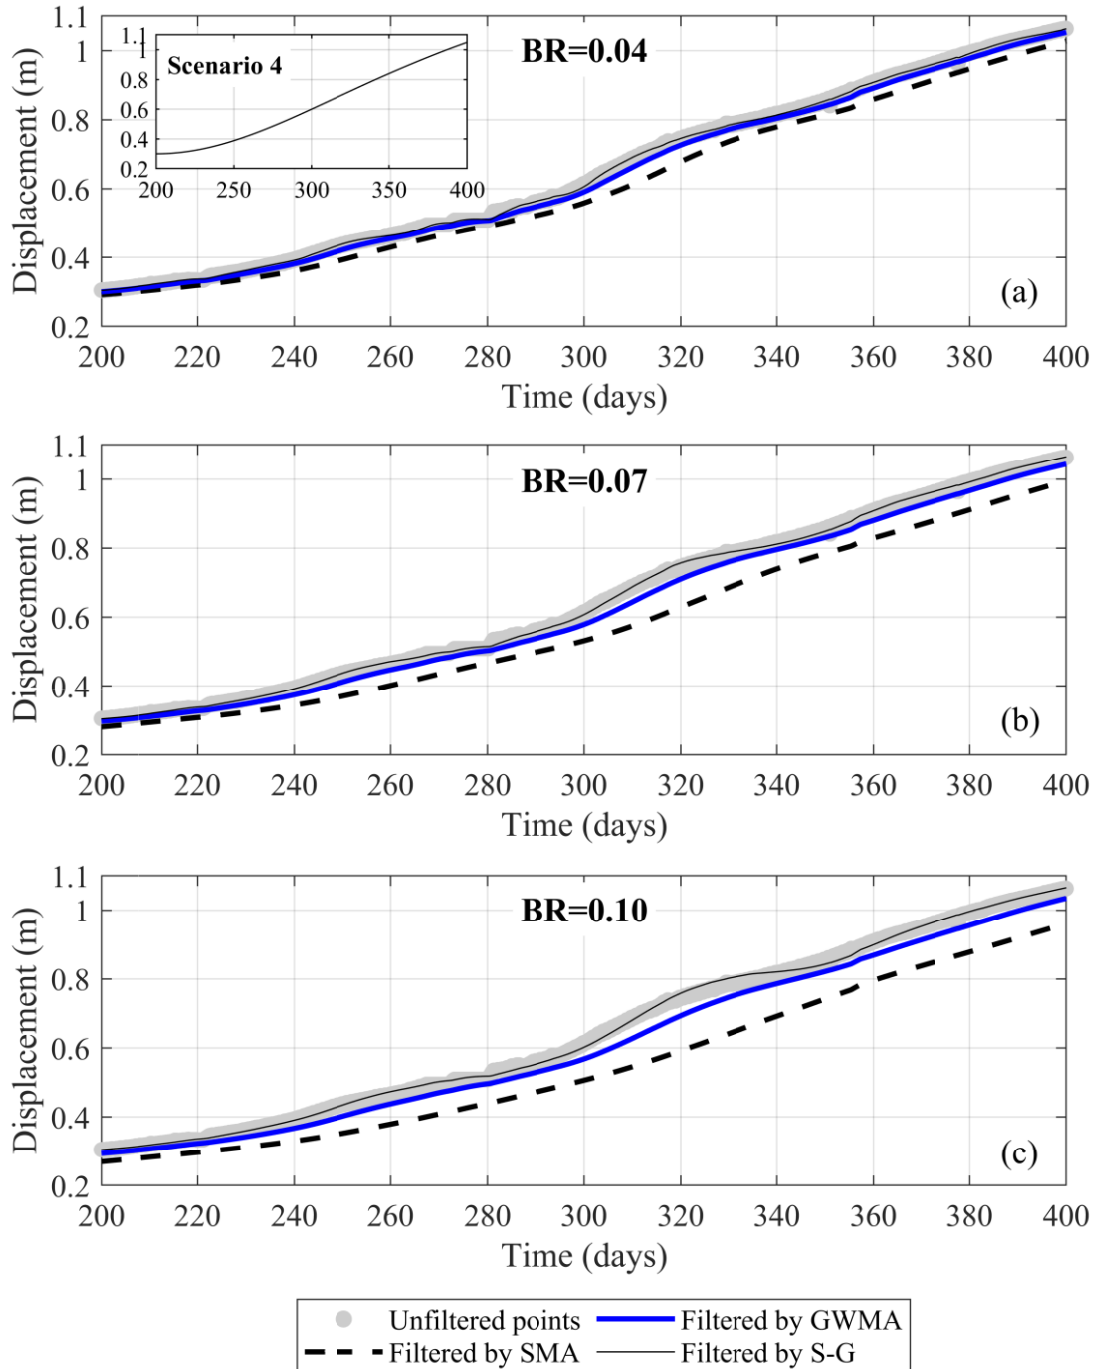 1.1
1
0.8
0.6
0.4
0.2
Displacement (m)
1.1
1
0.8
0.6
0.4
0.2
Scenario 4
200 250 300 350 400
BR=0.04
(a)
200 220 240 260 280 300 320 340 360 380 400
Time (days)
1.1
1
0.8
0.6
0.4
0.2
Displacement (m)
BR=0.07
(b)
200 220 240 260 280 300 320 340 360 380 400
Time (days)
1.1
1
0.8
0.6
0.4
0.2
Displacement (m)
BR=0.10
(c)
200 220 240 260 280 300 320 340 360 380 400
Time (days)
Unfiltered points Filtered by GWMA
Filtered by SMA Filtered by S-G